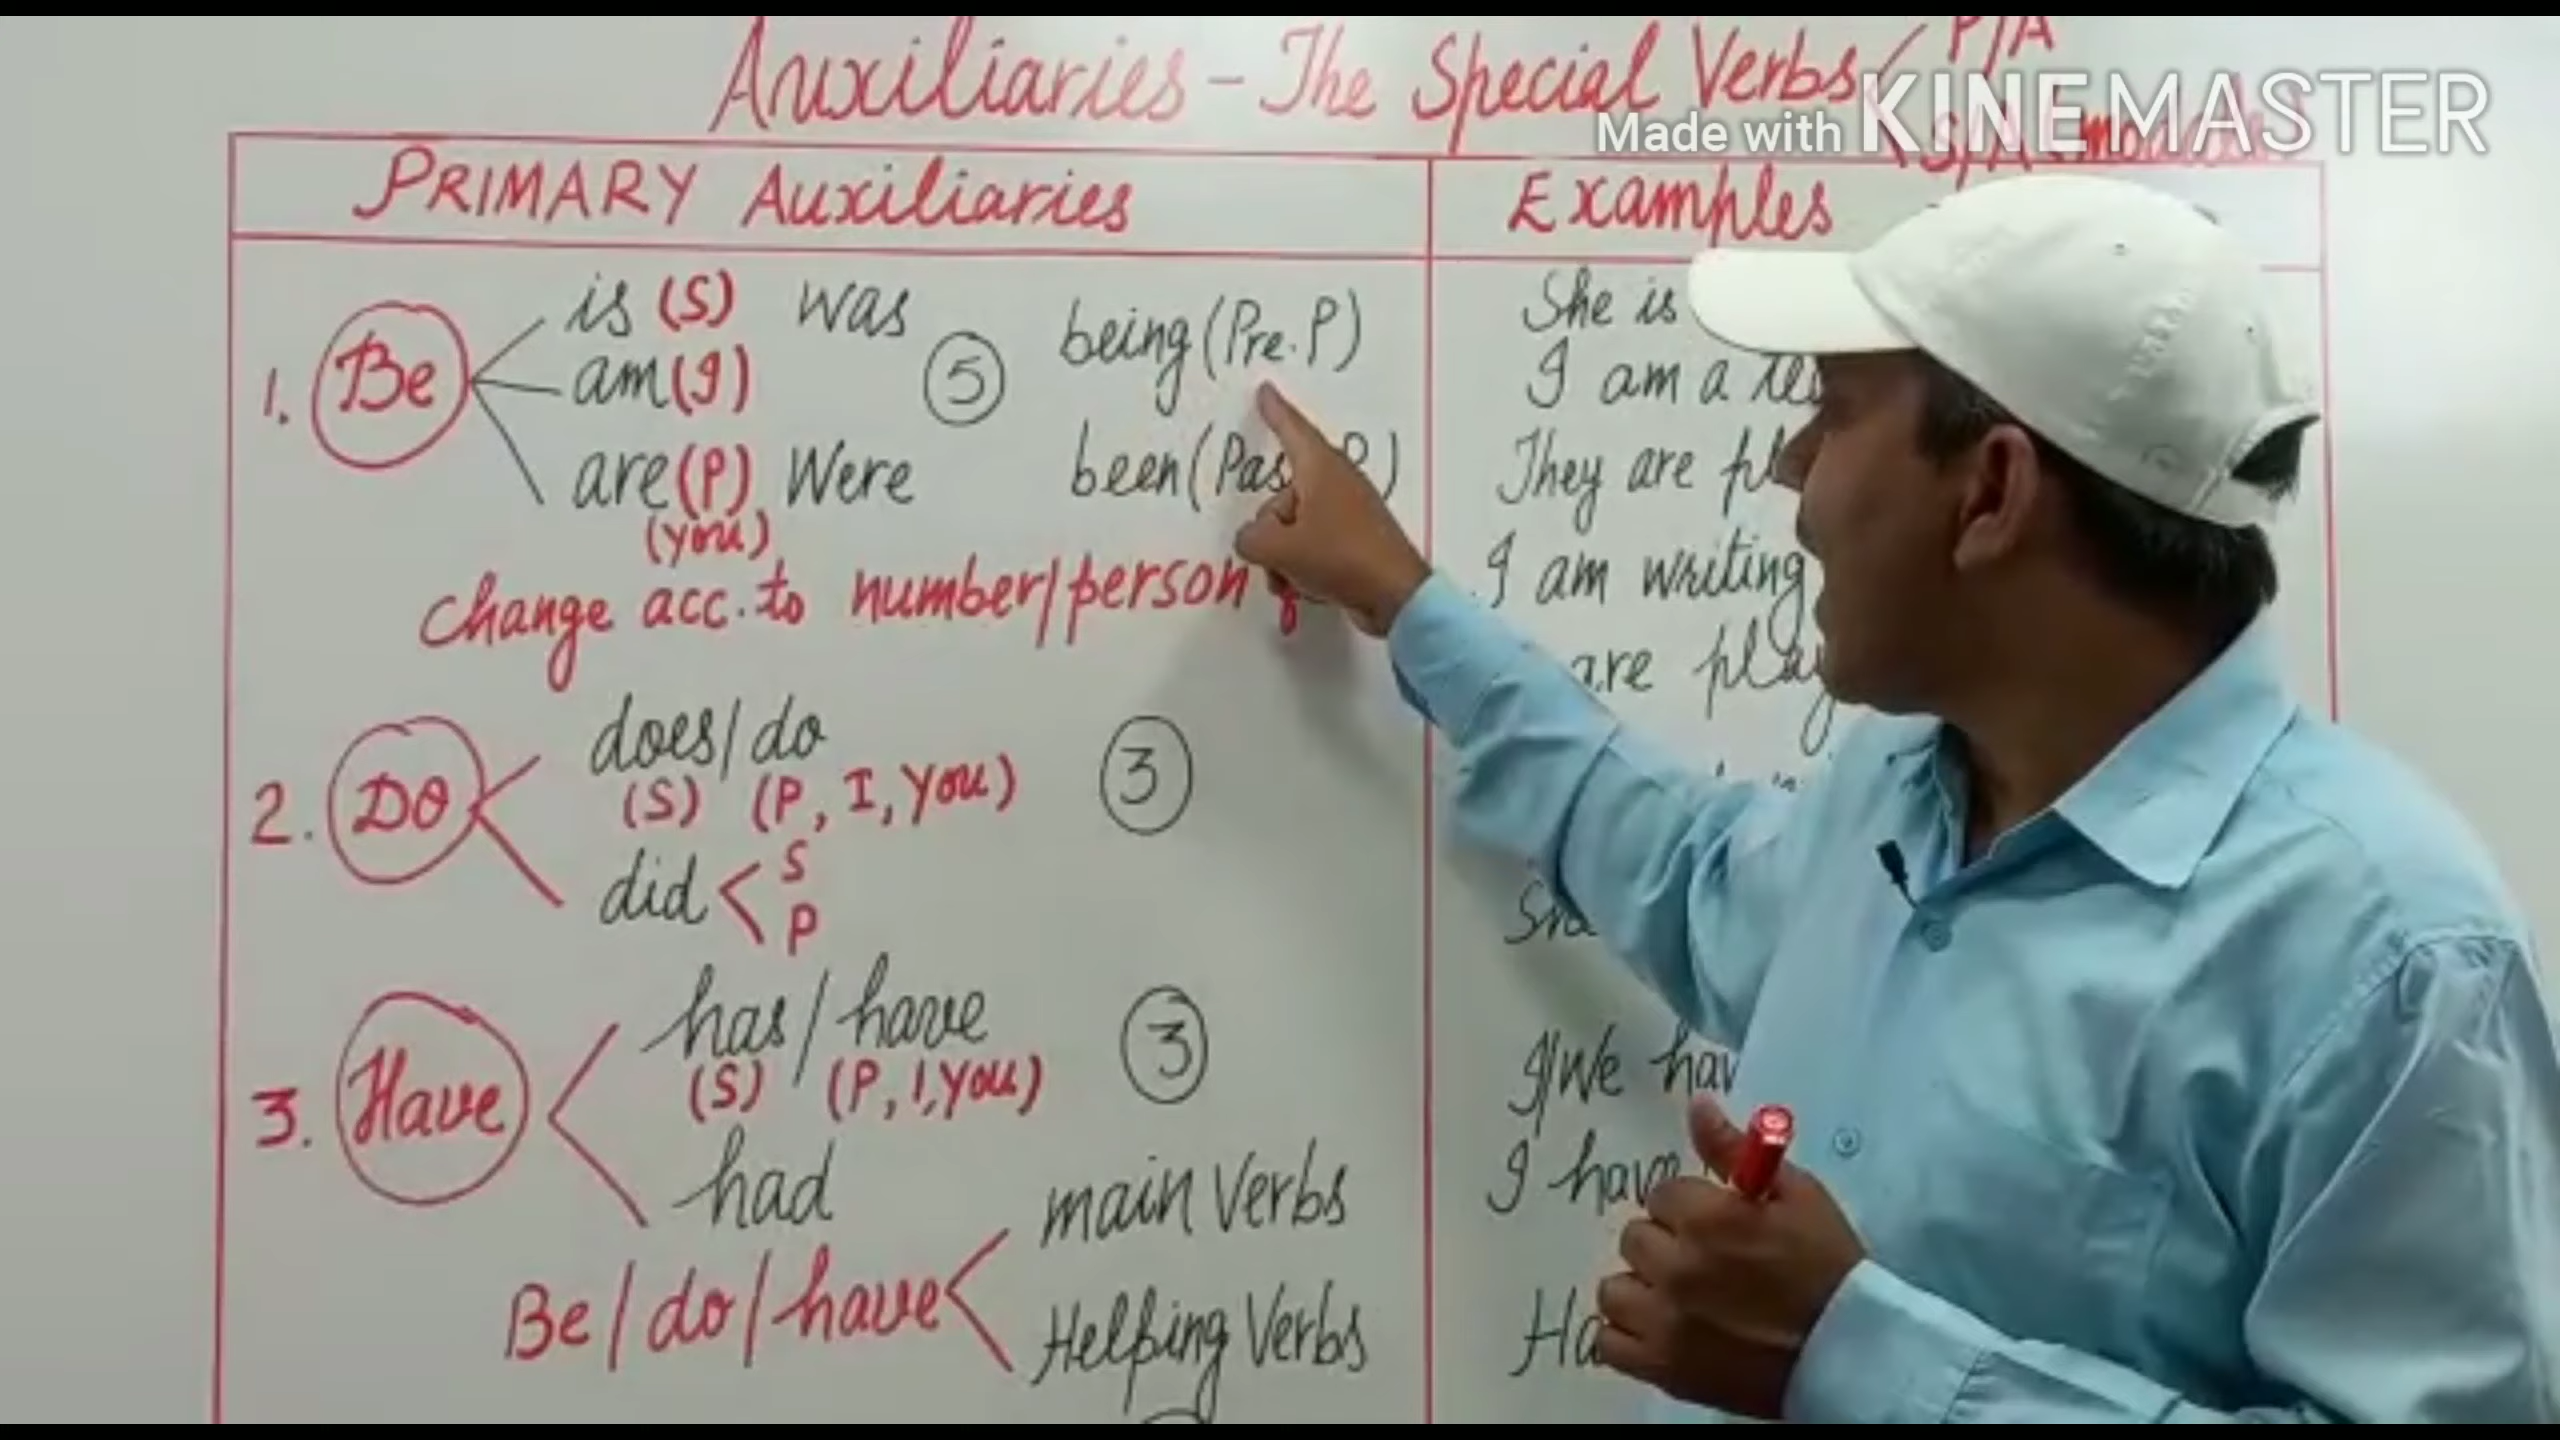 Auxiliaries - The Special Verbs P/A
Made with KINEMASTER
PRIMARY Auxiliaries Examples
1. Be
is (S) was
am (I)
are (P) Were
(you)
5
being (Pre. P)
been (Pas P)
Change acc. to number/person
2. Do
does/do
(S) (P, I, you)
did S
P
3
3. Have
has/have
(S) (P, I, you)
had
3
Be/do/have main Verbs
Helping Verbs
She is
I am a
They are
I am writing
are play
I/We hav
I have